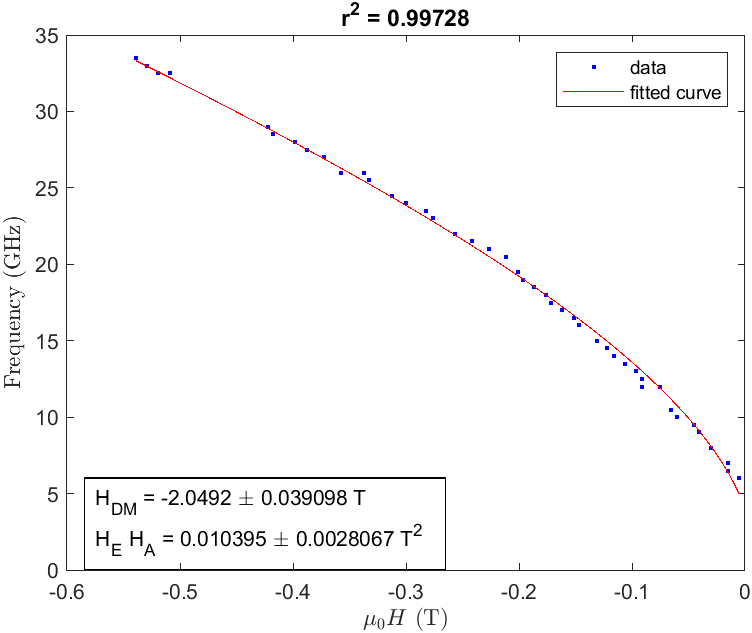 r² = 0.99728
35
30
25
20
15
10
5
0
Frequency (GHz)
data
fitted curve
H_DM = -2.0492 ± 0.039098 T
H_E H_A = 0.010395 ± 0.0028067 T²
-0.6 -0.5 -0.4 -0.3 -0.2 -0.1 0
μ₀H (T)